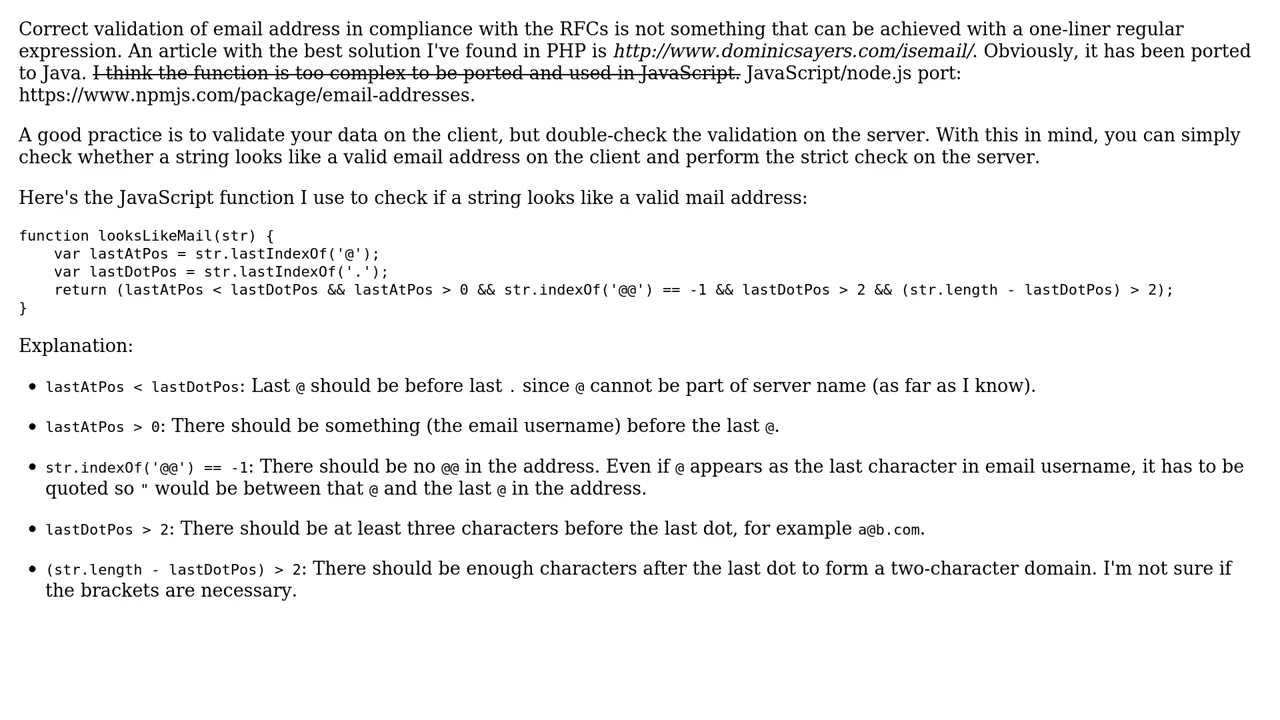 Correct validation of email address in compliance with the RFCs is not something that can be achieved with a one-liner regular
expression. An article with the best solution I've found in PHP is http://www.dominicsayers.com/isemail/. Obviously, it has been ported
to Java. I think the function is too complex to be ported and used in JavaScript. JavaScript/node.js port:
https://www.npmjs.com/package/email-addresses.
A good practice is to validate your data on the client, but double-check the validation on the server. With this in mind, you can simply
check whether a string looks like a valid email address on the client and perform the strict check on the server.
Here's the JavaScript function I use to check if a string looks like a valid mail address:
function looksLikeMail(str) {
    var lastAtPos = str.lastIndexOf('@');
    var lastDotPos = str.lastIndexOf('.');
    return (lastAtPos < lastDotPos && lastAtPos > 0 && str.indexOf('@@') == -1 && lastDotPos > 2 && (str.length - lastDotPos) > 2);
}
Explanation:
• lastAtPos < lastDotPos: Last @ should be before last . since @ cannot be part of server name (as far as I know).
• lastAtPos > 0: There should be something (the email username) before the last @.
• str.indexOf('@@') == -1: There should be no @@ in the address. Even if @ appears as the last character in email username, it has to be
quoted so " would be between that @ and the last @ in the address.
• lastDotPos > 2: There should be at least three characters before the last dot, for example a@b.com.
• (str.length - lastDotPos) > 2: There should be enough characters after the last dot to form a two-character domain. I'm not sure if
the brackets are necessary.